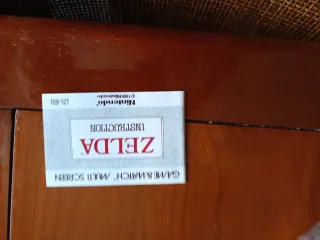 GAME & WATCH MULTI SCREEN
ZELDA
INSTRUCTION
Nintendo®
(ZL-65)